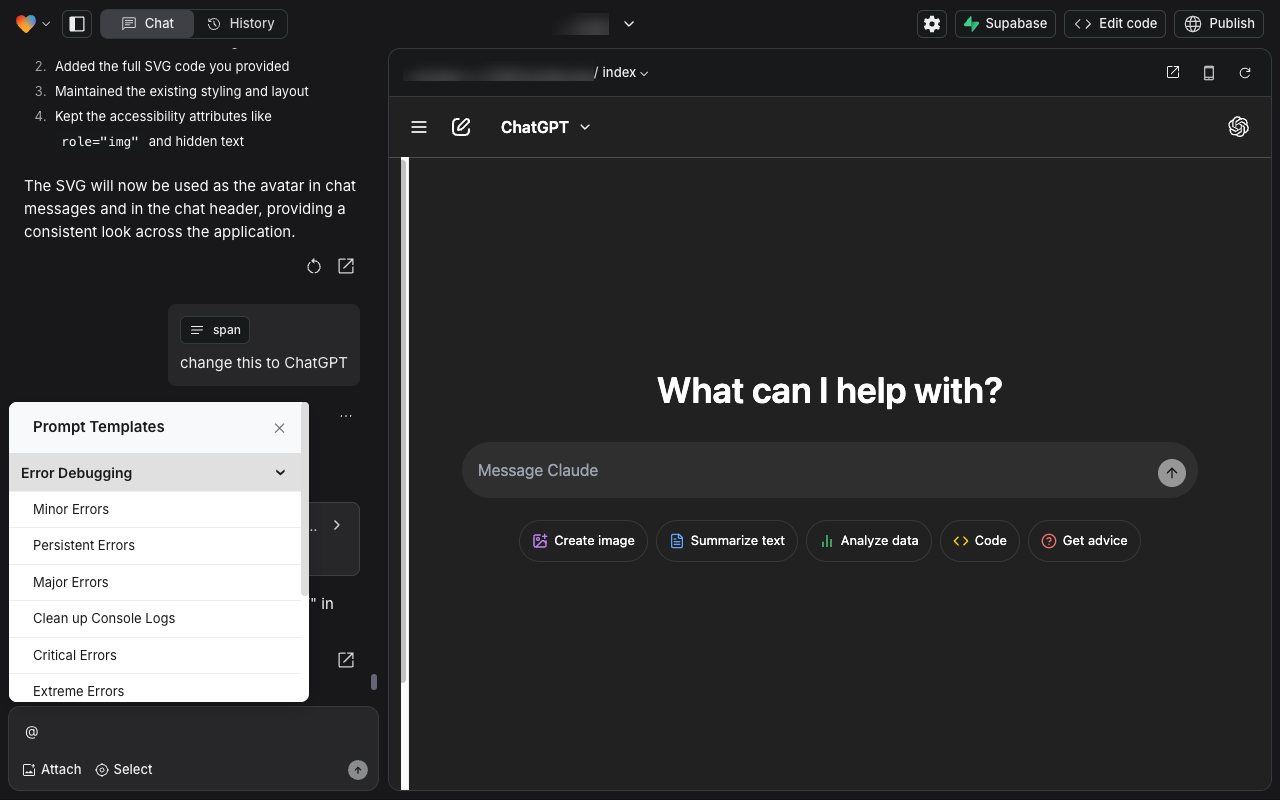 Chat
History
Supabase
Edit code
Publish
2. Added the full SVG code you provided
3. Maintained the existing styling and layout
4. Kept the accessibility attributes like
role="img" and hidden text
The SVG will now be used as the avatar in chat
messages and in the chat header, providing a
consistent look across the application.
span
change this to ChatGPT
...
Prompt Templates
Error Debugging
Minor Errors
Persistent Errors
Major Errors
Clean up Console Logs
Critical Errors
Extreme Errors
..
" in
@
Attach
Select
/ index
ChatGPT
What can I help with?
Message Claude
Create image
Summarize text
Analyze data
Code
Get advice